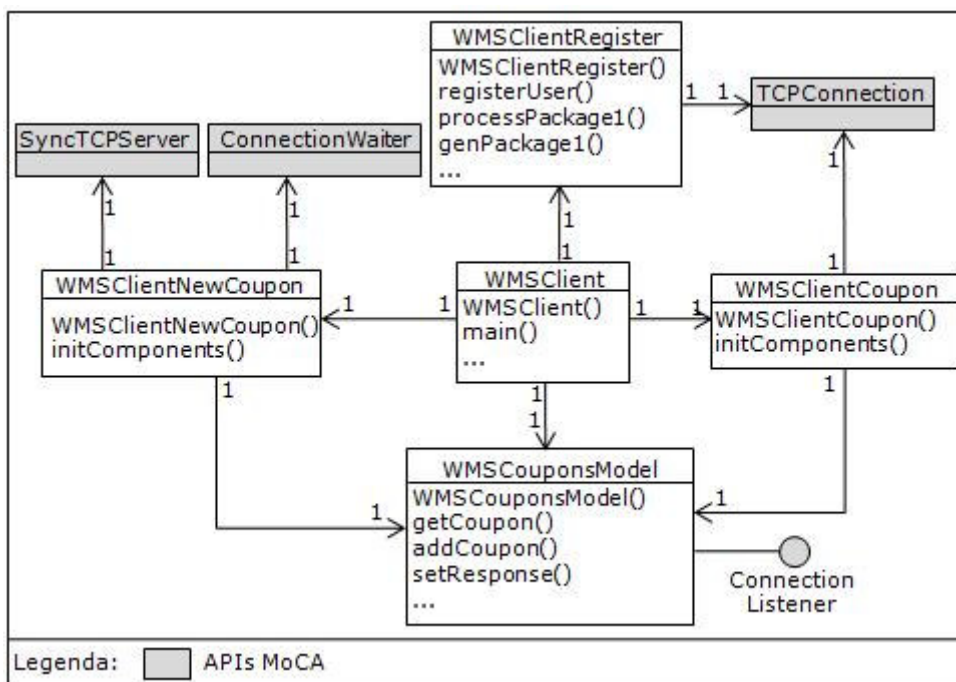 WMSClientRegister
WMSClientRegister()
registerUser()
processPackage1()
genPackage1()
...
1 1
TCPConnection
SyncTCPServer
ConnectionWaiter
1
1
1
1
1
1
1
1
WMSClientNewCoupon
WMSClientNewCoupon()
initComponents()
WMSClient
WMSClient()
main()
...
WMSClientCoupon
WMSClientCoupon()
initComponents()
1
1
1
1
1
1
1
1
WMSCouponsModel
WMSCouponsModel()
getCoupon()
addCoupon()
setResponse()
...
1
1
Connection
Listener
Legenda:
APIs MoCA